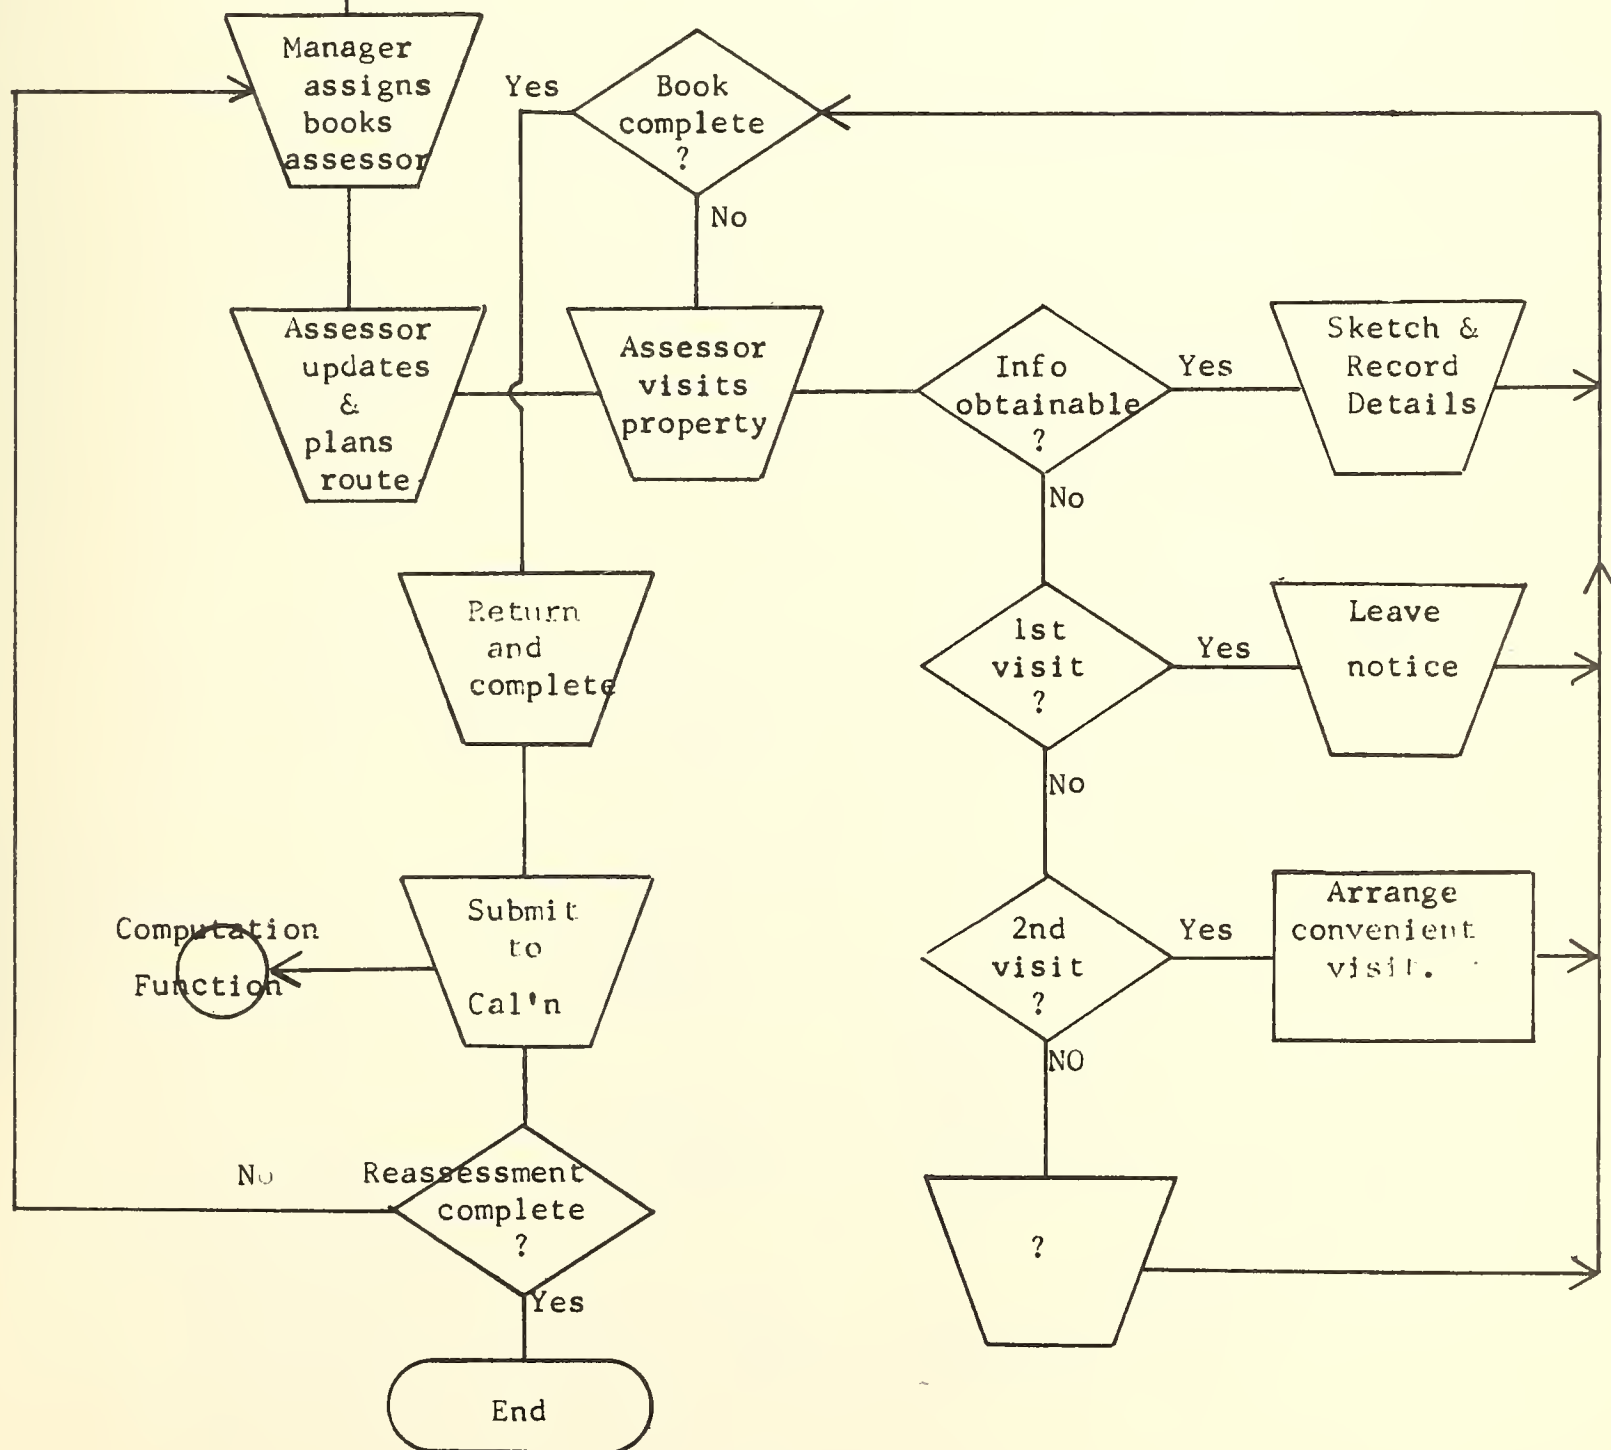 Manager
assigns
books
assessor
Yes
Book
complete
?
No
Assessor
updates
&
plans
route
Assessor
visits
property
Info
obtainable
?
Yes
Sketch &
Record
Details
No
Return
and
complete
1st
visit
?
Yes
Leave
notice
No
Submit
to
Cal'n
Computation
Function
2nd
visit
?
Yes
Arrange
convenient
visit.
NO
No
Reassessment
complete
?
Yes
?
End